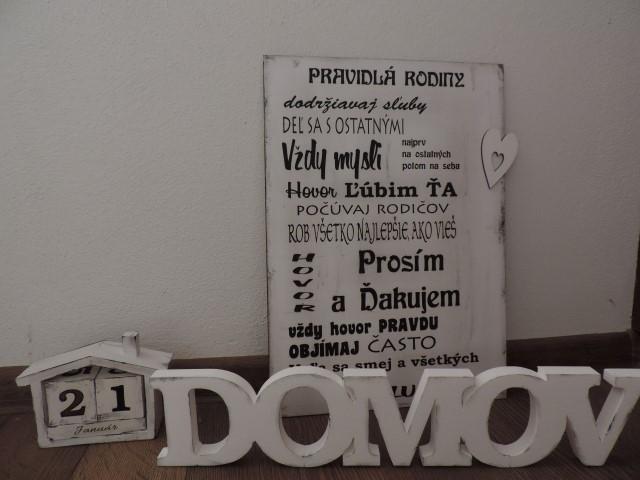 PRAVIDLÁ RODINY
dodržiavaj sľuby
DEĽ SA S OSTATNÝMI
Vždy mysli
najprv
na ostatných
potom na seba
Hovor Ľúbim ŤA
POČÚVAJ RODIČOV
ROB VŠETKO NAJLEPŠIE, AKO VIEŠ
HOVOR
Prosím
a Ďakujem
vždy hovor PRAVDU
OBJÍMAJ ČASTO
sa smej a všetkých
21
Január
DOMOV